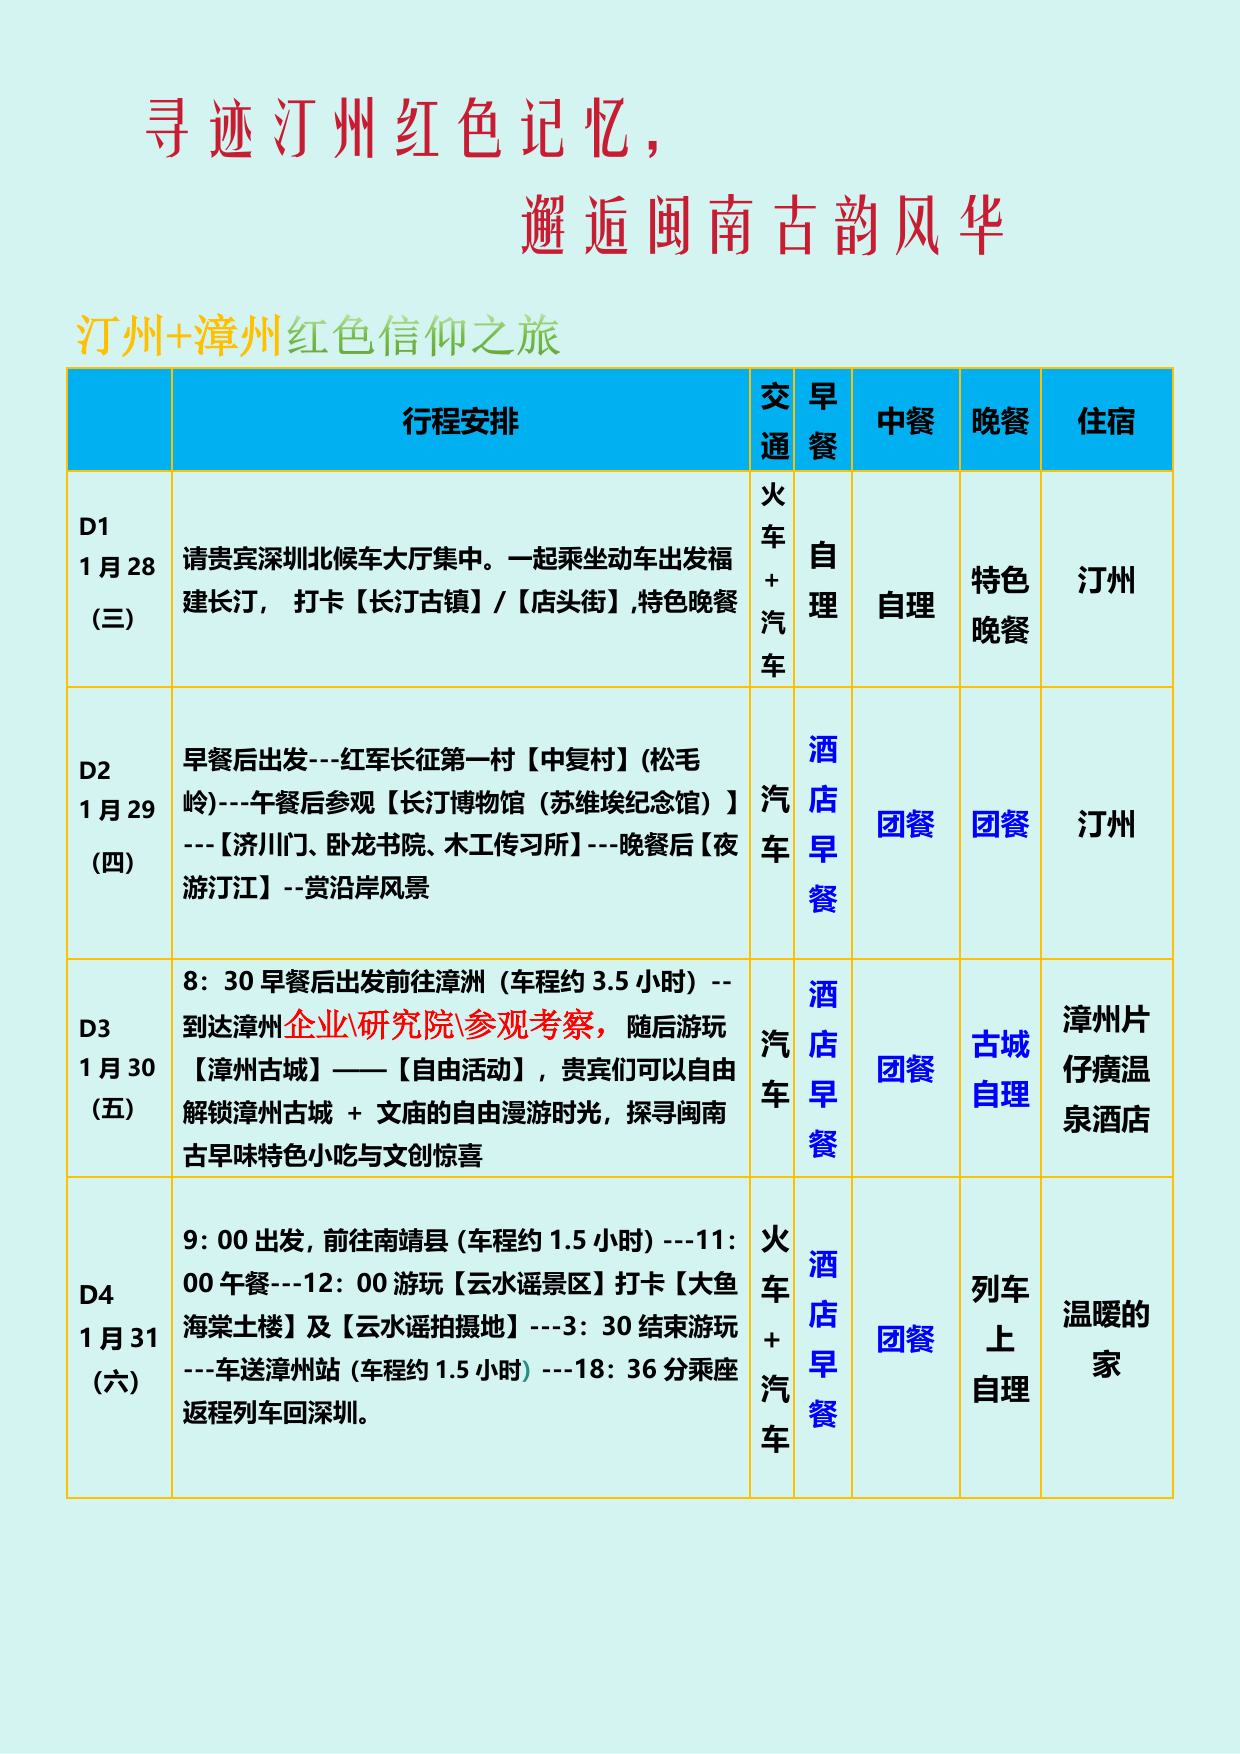 寻迹汀州红色记忆，
邂逅闽南古韵风华
汀州+漳州红色信仰之旅
行程安排
交
通
早
餐
中餐
晚餐
住宿
D1
1月28
（三）
请贵宾深圳北候车大厅集中。一起乘坐动车出发福
建长汀， 打卡【长汀古镇】/【店头街】,特色晚餐
火
车
+
汽
车
自
理
自理
特色
晚餐
汀州
D2
1月29
（四）
早餐后出发---红军长征第一村【中复村】(松毛
岭)---午餐后参观【长汀博物馆（苏维埃纪念馆）】
---【济川门、卧龙书院、木工传习所】---晚餐后【夜
游汀江】--赏沿岸风景
汽
车
酒
店
早
餐
团餐
团餐
汀州
D3
1月30
（五）
8：30早餐后出发前往漳洲（车程约3.5小时）--
到达漳州企业\研究院\参观考察，随后游玩
【漳州古城】——【自由活动】，贵宾们可以自由
解锁漳州古城 + 文庙的自由漫游时光，探寻闽南
古早味特色小吃与文创惊喜
汽
车
酒
店
早
餐
团餐
古城
自理
漳州片
仔癀温
泉酒店
D4
1月31
（六）
9：00出发，前往南靖县（车程约1.5小时）---11：
00午餐---12：00游玩【云水谣景区】打卡【大鱼
海棠土楼】及【云水谣拍摄地】---3：30结束游玩
---车送漳州站（车程约1.5小时）---18：36分乘座
返程列车回深圳。
火
车
+
汽
车
酒
店
早
餐
团餐
列车
上
自理
温暖的
家